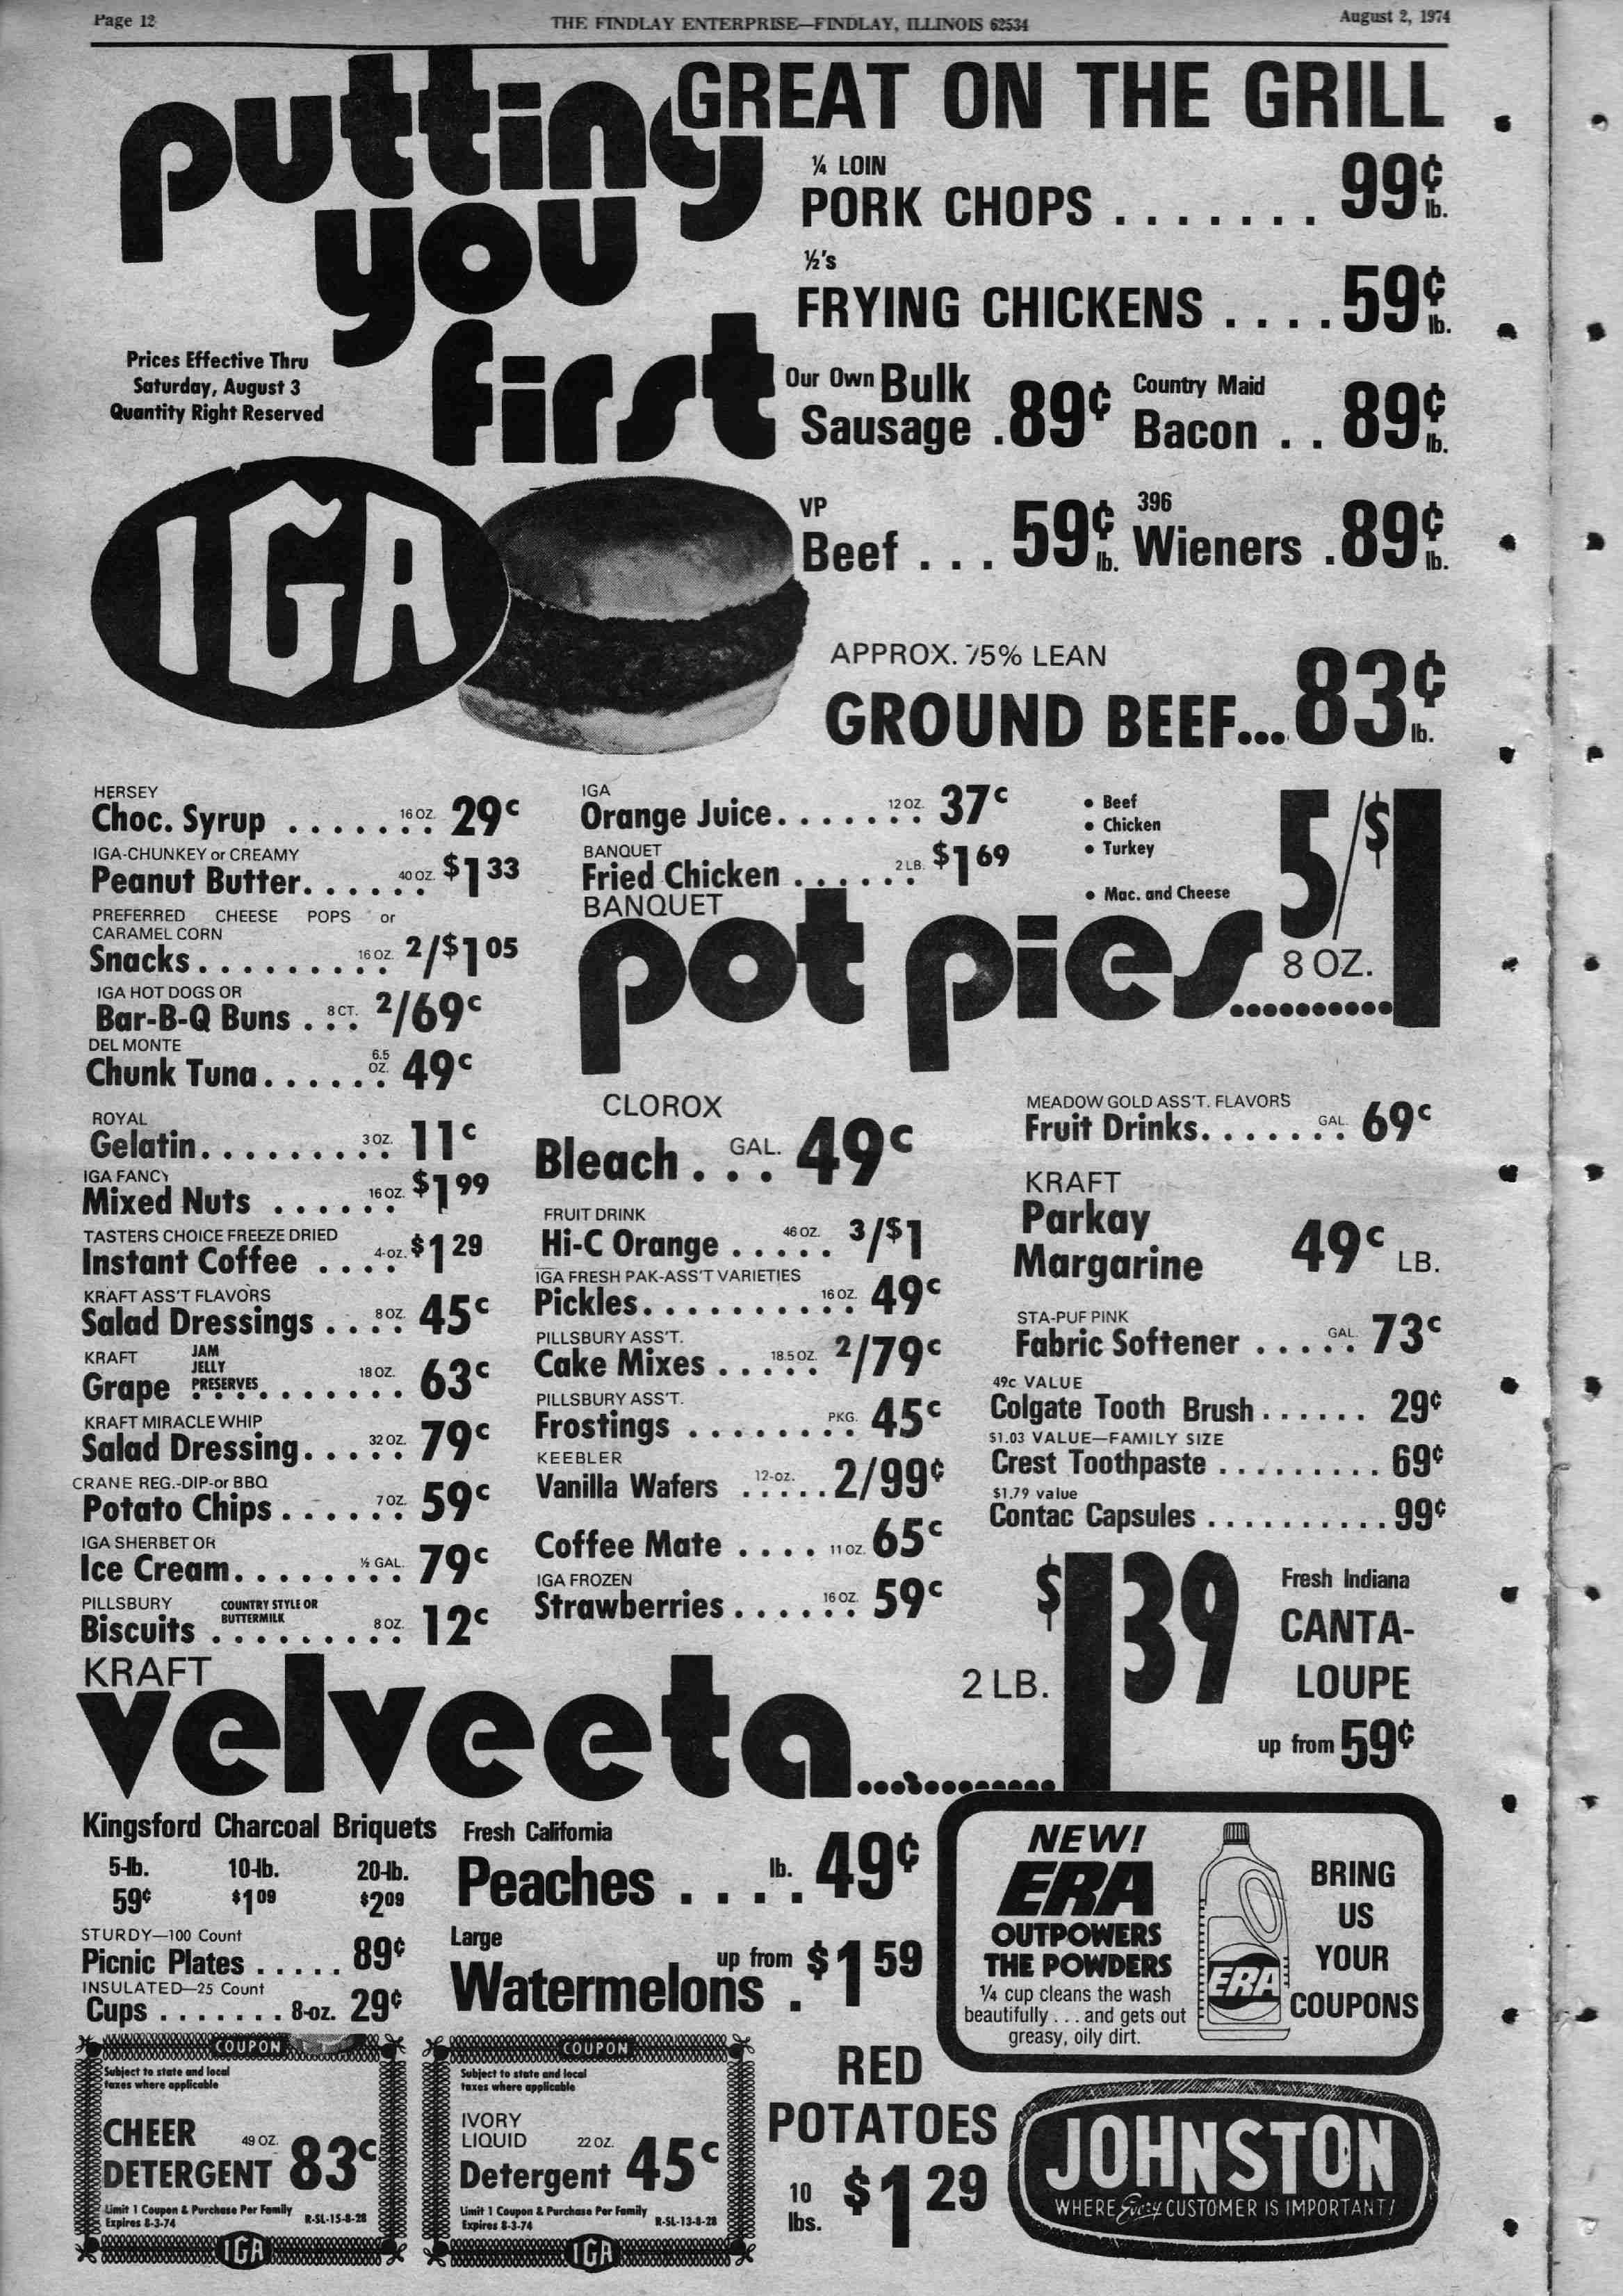 Page 12
THE FINDLAY ENTERPRISE—FINDLAY, ILLINOIS 62534
August 2, 1974
putting
you
first
Prices Effective Thru
Saturday, August 3
Quantity Right Reserved
IGA
GREAT ON THE GRILL
¼ LOIN
PORK CHOPS ....... 99¢ lb.
½'s
FRYING CHICKENS .... 59¢ lb.
Our Own Bulk
Sausage . 89¢
Country Maid
Bacon .. 89¢ lb.
VP
Beef ... 59¢ lb.
396
Wieners . 89¢ lb.
APPROX. 75% LEAN
GROUND BEEF... 83¢ lb.
HERSEY
Choc. Syrup ....... 16 OZ. 29c
IGA-CHUNKEY or CREAMY
Peanut Butter...... 40 OZ. $1 33
PREFERRED CHEESE POPS or
CARAMEL CORN
Snacks......... 16 OZ. 2/$1 05
IGA HOT DOGS OR
Bar-B-Q Buns ... 8 CT. 2/69c
DEL MONTE
Chunk Tuna...... 6.5 OZ. 49c
ROYAL
Gelatin......... 3 OZ. 11c
IGA FANCY
Mixed Nuts ...... 16 OZ. $1 99
TASTERS CHOICE FREEZE DRIED
Instant Coffee .... 4-OZ. $1 29
KRAFT ASS'T FLAVORS
Salad Dressings .... 8 OZ. 45c
KRAFT JAM
JELLY
Grape PRESERVES....... 18 OZ. 63c
KRAFT MIRACLE WHIP
Salad Dressing..... 32 OZ. 79c
CRANE REG.-DIP-or BBQ
Potato Chips...... 7 OZ. 59c
IGA SHERBET OR
Ice Cream........ ½ GAL. 79c
PILLSBURY COUNTRY STYLE OR
BUTTERMILK
Biscuits ......... 8 OZ. 12c
IGA
Orange Juice....... 12 OZ. 37c
BANQUET
Fried Chicken ...... 2 LB. $1 69
BANQUET
pot pies..........
• Beef
• Chicken
• Turkey
• Mac. and Cheese
5/$1
8 OZ.
CLOROX
Bleach ... GAL. 49c
FRUIT DRINK
Hi-C Orange ..... 46 OZ. 3/$1
IGA FRESH PAK-ASS'T VARIETIES
Pickles.......... 16 OZ. 49c
PILLSBURY ASS'T.
Cake Mixes ..... 18.5 OZ. 2/79c
PILLSBURY ASS'T.
Frostings ........ PKG. 45c
KEEBLER
Vanilla Wafers ..... 12-oz. 2/99¢
Coffee Mate .... 11 OZ. 65c
IGA FROZEN
Strawberries...... 16 OZ. 59c
MEADOW GOLD ASS'T. FLAVORS
Fruit Drinks....... GAL. 69c
KRAFT
Parkay
Margarine 49c LB.
STA-PUF PINK
Fabric Softener ..... GAL. 73c
49c VALUE
Colgate Tooth Brush...... 29¢
$1.03 VALUE—FAMILY SIZE
Crest Toothpaste ......... 69¢
$1.79 value
Contac Capsules .......... 99¢
KRAFT
velveeta..........
2 LB.
$1 39
Fresh Indiana
CANTA-
LOUPE
up from 59¢
Kingsford Charcoal Briquets
5-lb. 10-lb. 20-lb.
59¢ $1 09 $2 09
STURDY—100 Count
Picnic Plates ..... 89¢
INSULATED—25 Count
Cups ....... 8-oz. 29¢
Fresh California
Peaches .... lb. 49¢
Large
Watermelons . up from $1 59
NEW!
ERA
OUTPOWERS
THE POWDERS
¼ cup cleans the wash
beautifully ... and gets out
greasy, oily dirt.
ERA
BRING
US
YOUR
COUPONS
COUPON
Subject to state and local
taxes where applicable
CHEER
DETERGENT 49 OZ. 83c
Limit 1 Coupon & Purchase Per Family
Expires 8-3-74
R-SL-15-8-28
IGA
COUPON
Subject to state and local
taxes where applicable
IVORY
LIQUID
Detergent 22 OZ. 45c
Limit 1 Coupon & Purchase Per Family
Expires 8-3-74
R-SL-13-8-28
IGA
RED
POTATOES
10
lbs. $1 29
JOHNSTON
WHERE Every CUSTOMER IS IMPORTANT!